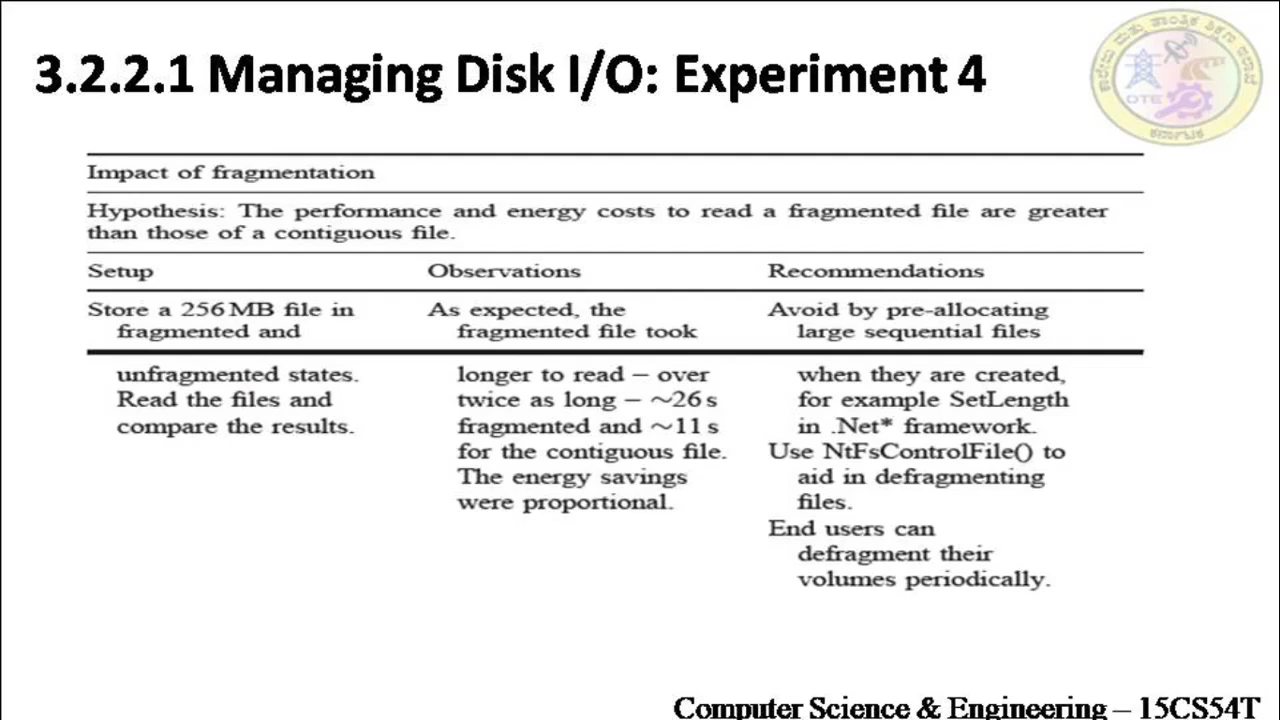 3.2.2.1 Managing Disk I/O: Experiment 4
DTE
Impact of fragmentation
Hypothesis: The performance and energy costs to read a fragmented file are greater
than those of a contiguous file.
Setup Observations Recommendations
Store a 256 MB file in As expected, the Avoid by pre-allocating
fragmented and fragmented file took large sequential files
unfragmented states. longer to read – over when they are created,
Read the files and twice as long – ~26 s for example SetLength
compare the results. fragmented and ~11 s in .Net* framework.
for the contiguous file. Use NtFsControlFile() to
The energy savings aid in defragmenting
were proportional. files.
End users can
defragment their
volumes periodically.
Computer Science & Engineering – 15CS54T